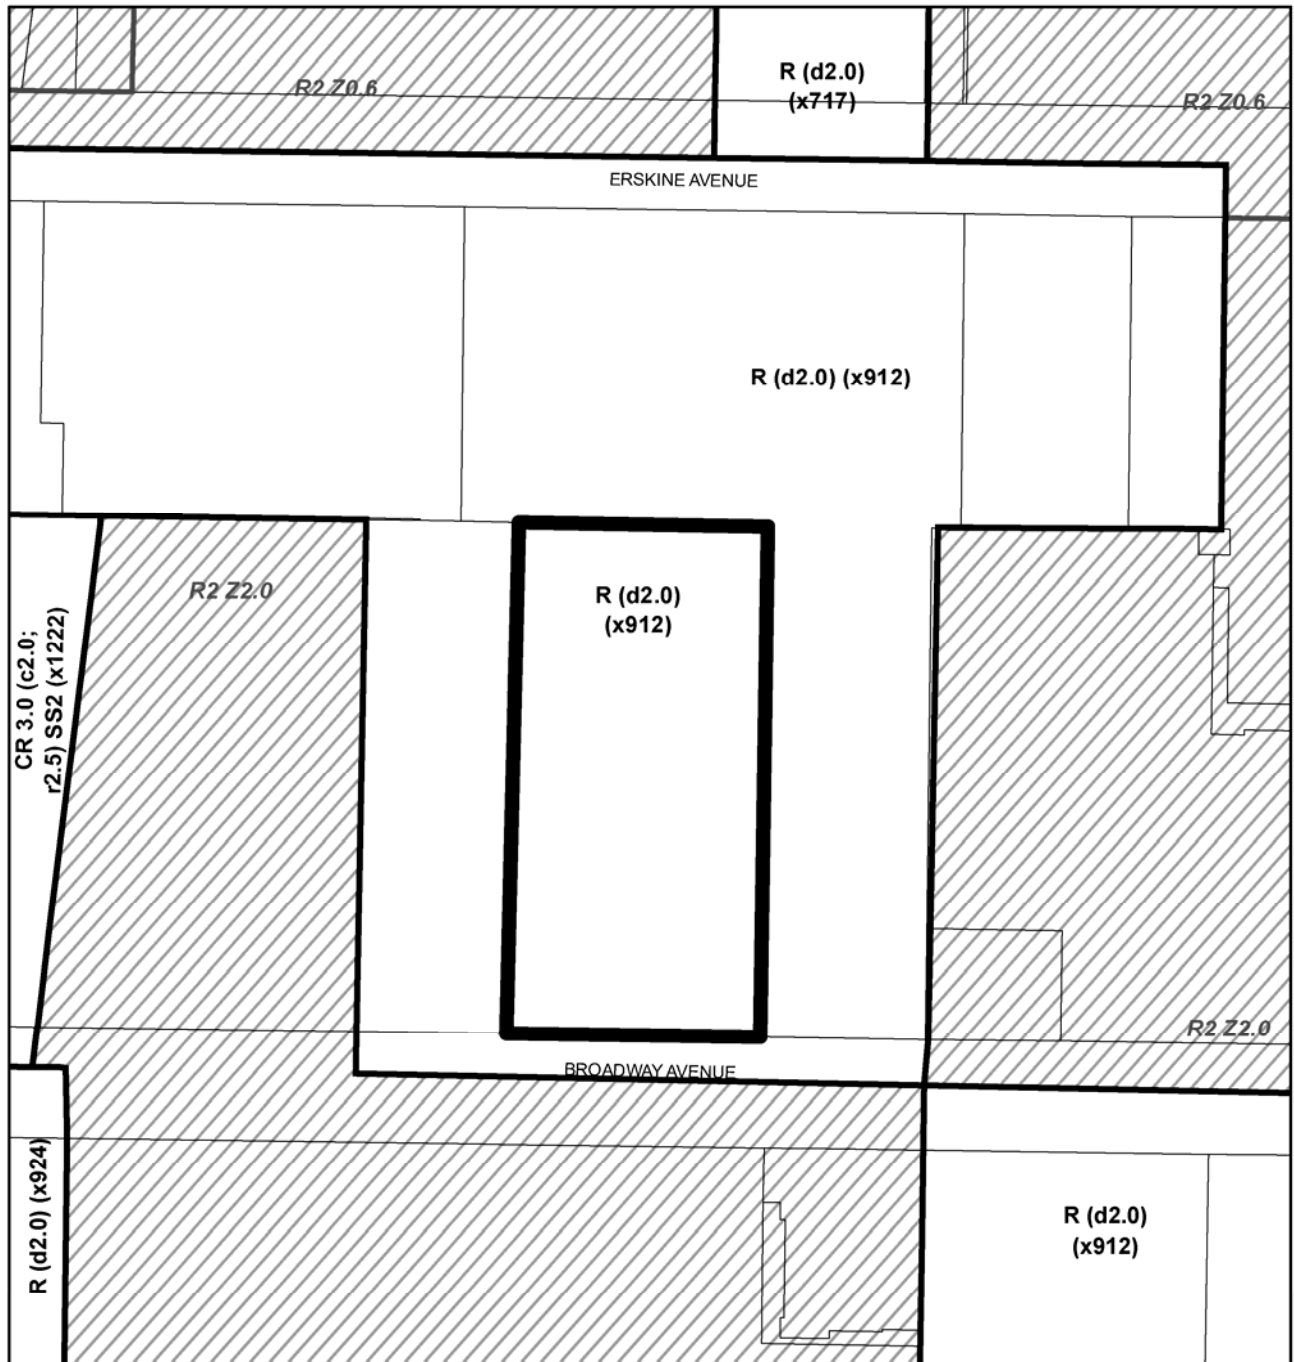 R (d2.0)
(x717)
R2 Z0.6
R2 Z0.6
ERSKINE AVENUE
R (d2.0) (x912)
R2 Z2.0
R (d2.0)
(x912)
CR 3.0 (c2.0;
r2.5) SS2 (x1222)
R2 Z2.0
BROADWAY AVENUE
R (d2.0) (x924)
R (d2.0)
(x912)